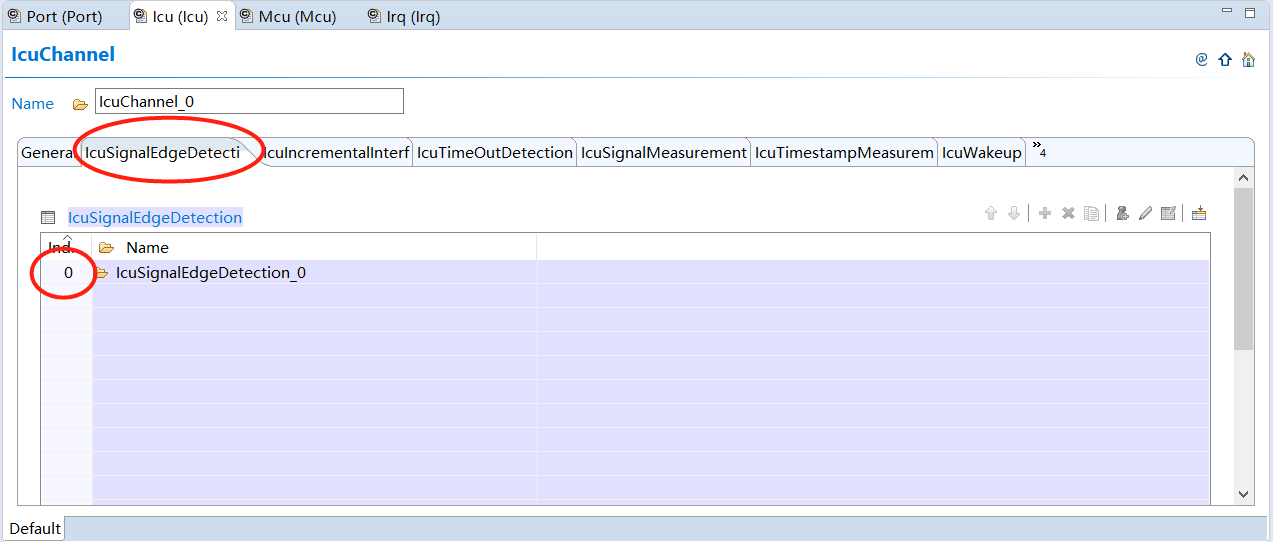 Port (Port) Icu (Icu) Mcu (Mcu) Irq (Irq)
IcuChannel
@
Name IcuChannel_0
Genera IcuSignalEdgeDetecti IcuIncrementalInterf IcuTimeOutDetection IcuSignalMeasurement IcuTimestampMeasurem IcuWakeup »4
IcuSignalEdgeDetection
Ind. Name
0 IcuSignalEdgeDetection_0
Default